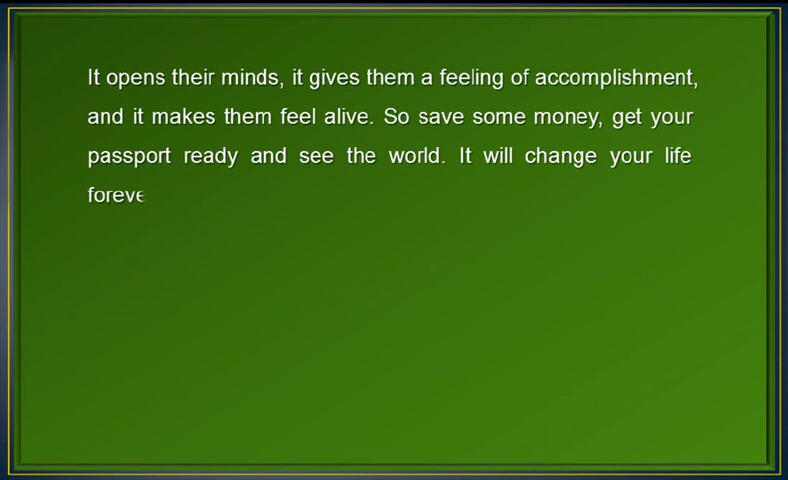 It opens their minds, it gives them a feeling of accomplishment,
and it makes them feel alive. So save some money, get your
passport ready and see the world. It will change your life
foreve